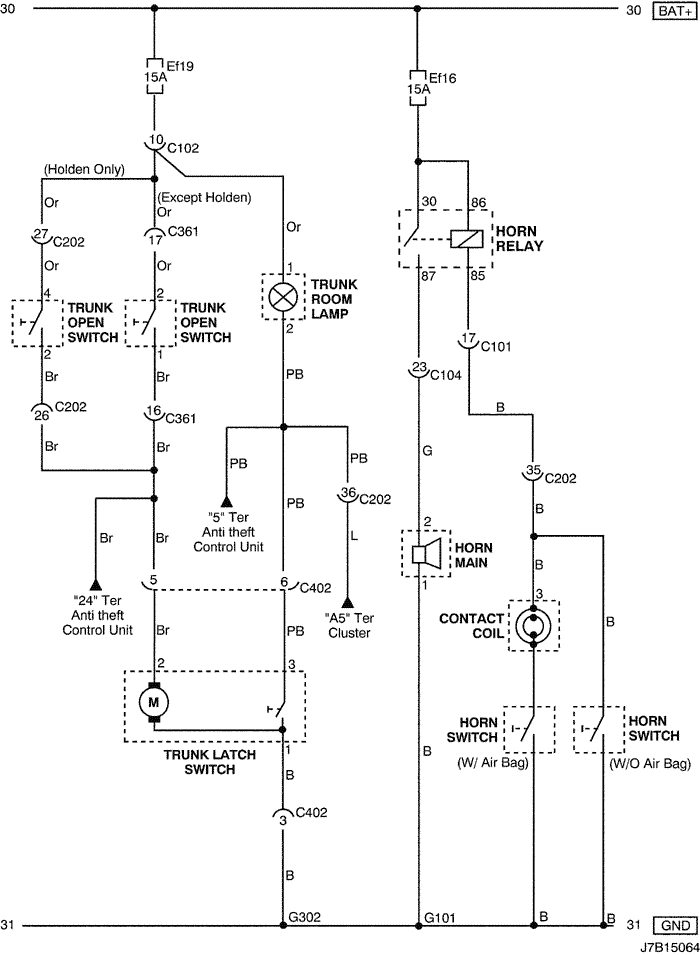 30
30 BAT+
Ef19
15A
Ef16
15A
10 C102
(Holden Only)
(Except Holden)
Or
Or
Or
27 C202
17 C361
30 86
HORN
RELAY
87 85
Or
Or
4
TRUNK
OPEN
SWITCH
2
2
TRUNK
OPEN
SWITCH
1
1
TRUNK
ROOM
LAMP
2
17 C101
23 C104
Br
Br
PB
C202
26
16
C361
B
Br
Br
G
PB
PB
PB
35
C202
36 C202
"5" Ter
Anti theft
Control Unit
B
Br
Br
L
2
HORN
MAIN
1
B
5
6 C402
3
"24" Ter
Anti theft
Control Unit
"A5" Ter
Cluster
CONTACT
COIL
B
Br
PB
2
3
M
TRUNK LATCH
SWITCH
1
HORN
SWITCH
(W/ Air Bag)
HORN
SWITCH
(W/O Air Bag)
B
B
C402
3
B
G302
G101
B
B
31
31 GND
J7B15064